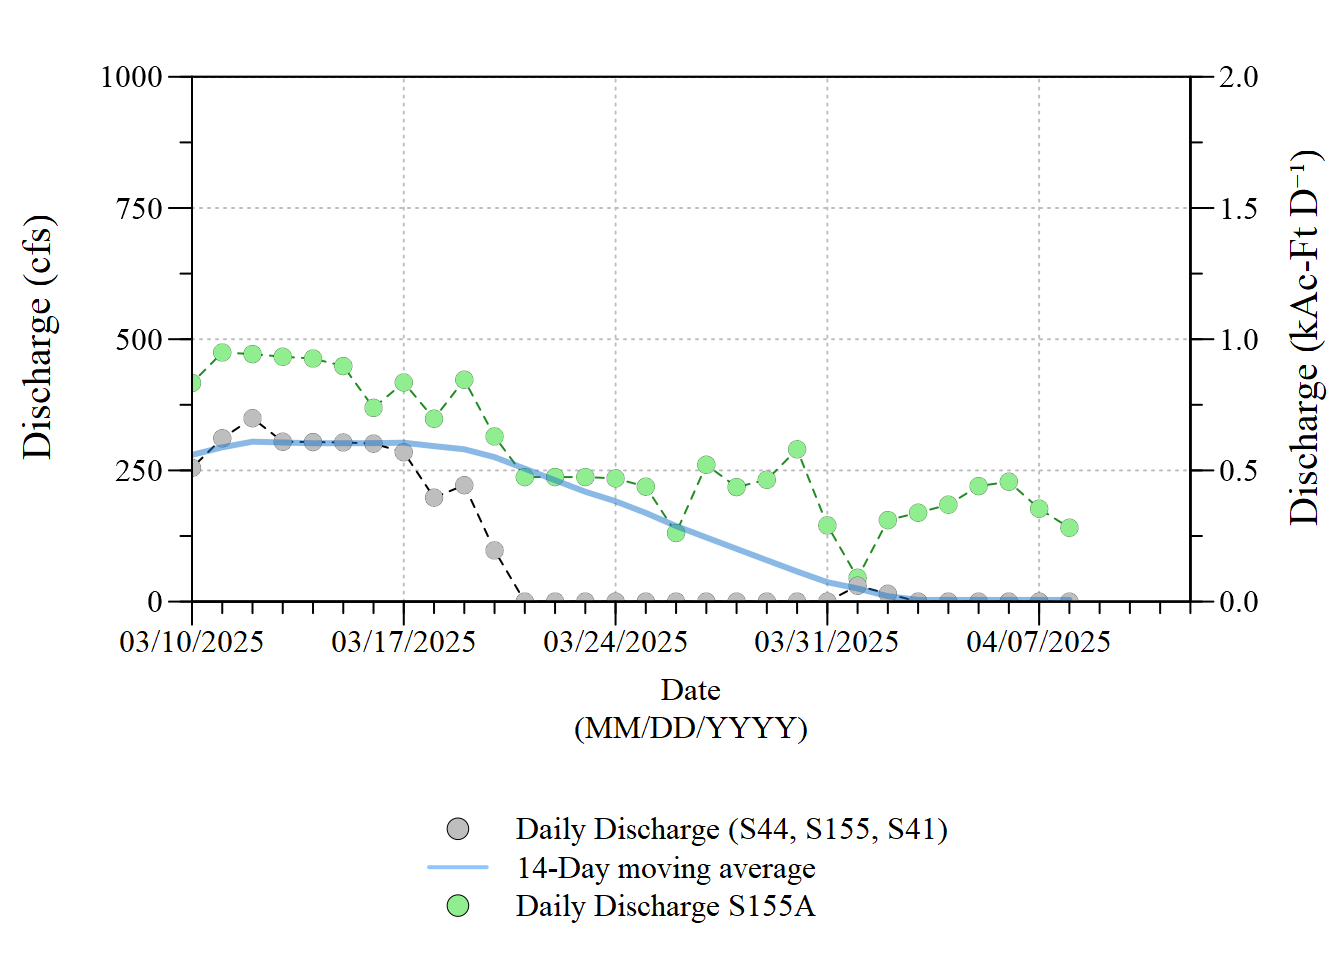 1000
750
500
250
0
Discharge (cfs)
2.0
1.5
1.0
0.5
0.0
Discharge (kAc-Ft D⁻¹)
03/10/2025 03/17/2025 03/24/2025 03/31/2025 04/07/2025
Date
(MM/DD/YYYY)
Daily Discharge (S44, S155, S41)
14-Day moving average
Daily Discharge S155A